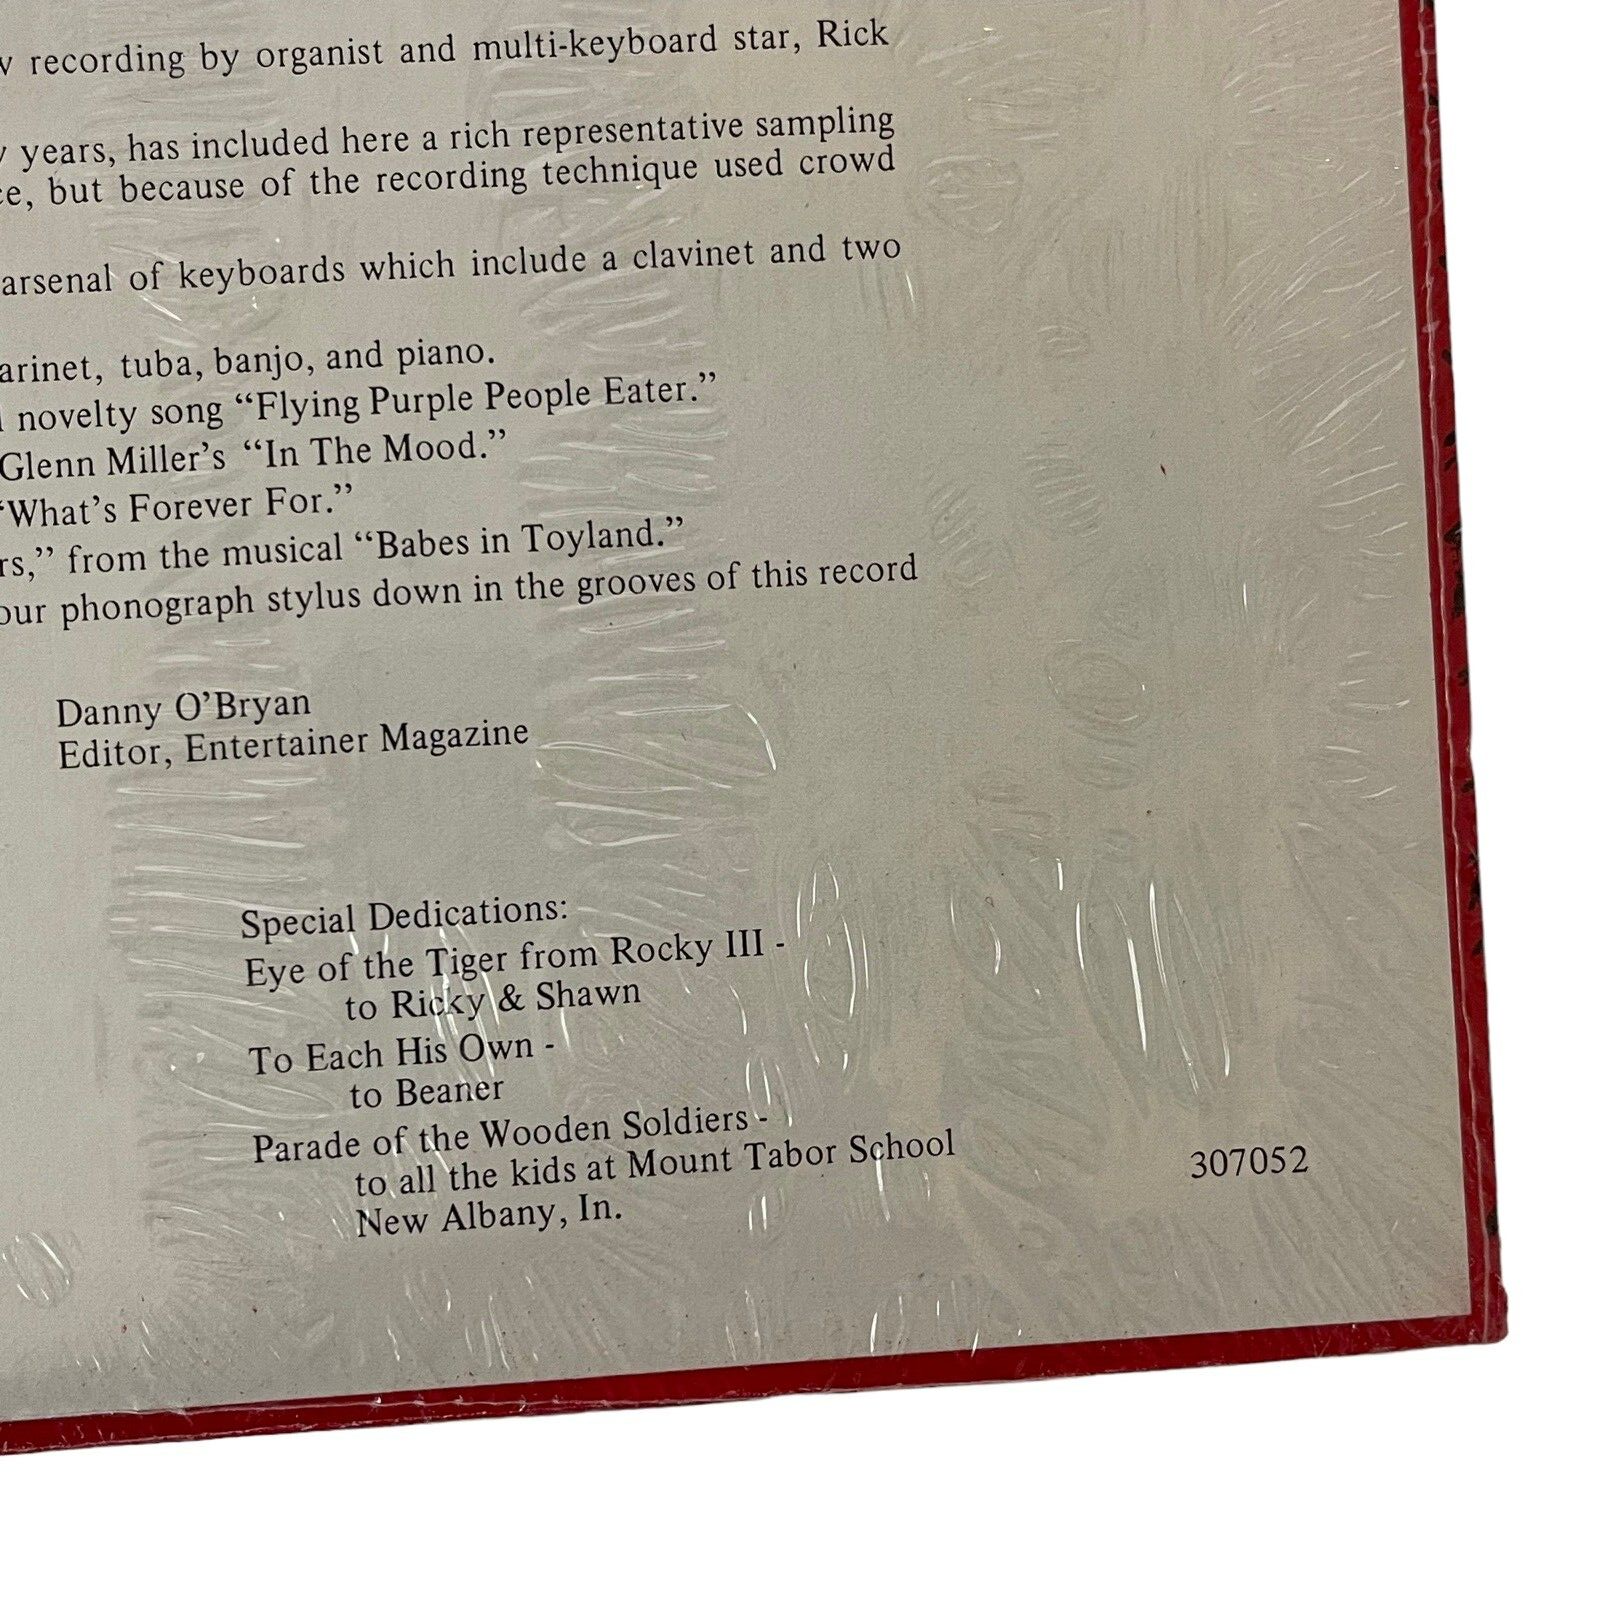 recording by organist and multi-keyboard star, Rick
years, has included here a rich representative sampling
but because of the recording technique used crowd
arsenal of keyboards which include a clavinet and two
tuba, banjo, and piano.
novelty song “Flying Purple People Eater.”
Glenn Miller’s “In The Mood.”
“What’s Forever For.”
from the musical “Babes in Toyland.”
phonograph stylus down in the grooves of this record
Danny O’Bryan
Editor, Entertainer Magazine
Special Dedications:
Eye of the Tiger from Rocky III -
to Ricky & Shawn
To Each His Own -
to Beaner
Parade of the Wooden Soldiers -
to all the kids at Mount Tabor School
New Albany, In.
307052